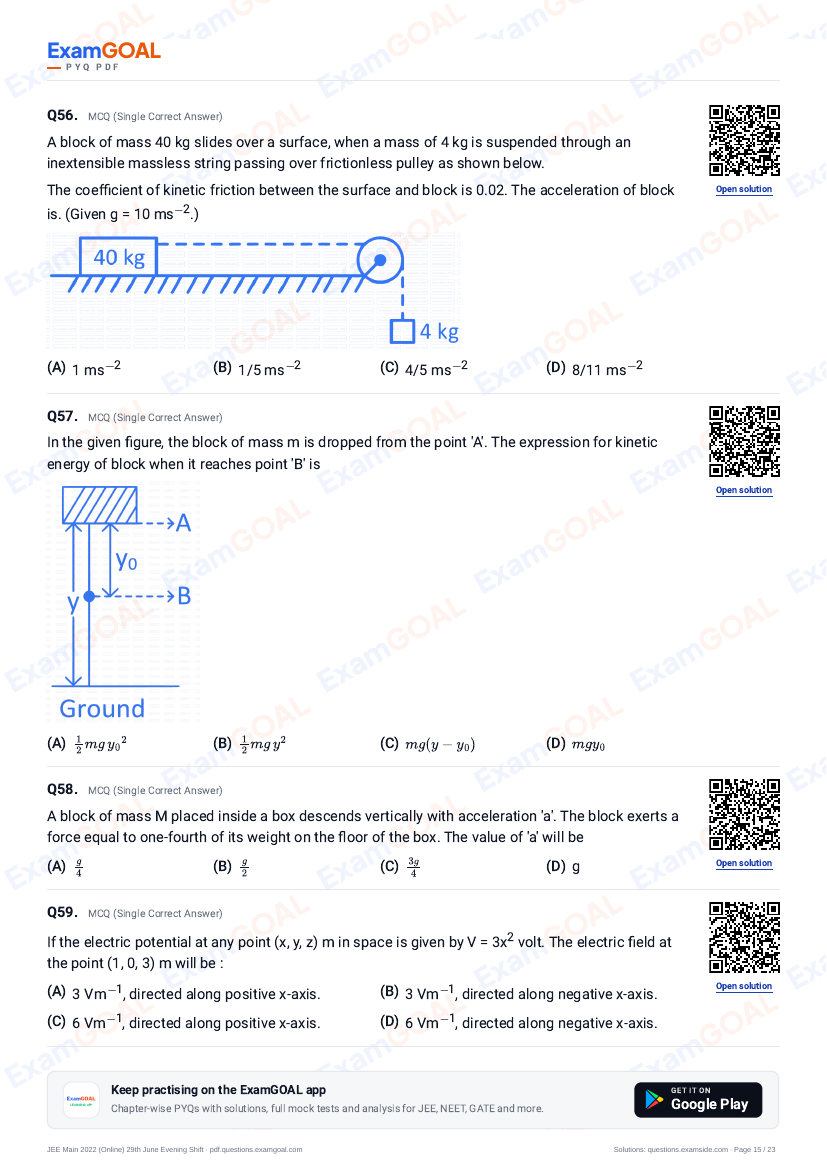 ExamGOAL
PYQ PDF
Q56. MCQ (Single Correct Answer)
A block of mass 40 kg slides over a surface, when a mass of 4 kg is suspended through an
inextensible massless string passing over frictionless pulley as shown below.
Open solution
The coefficient of kinetic friction between the surface and block is 0.02. The acceleration of block
is. (Given g = 10 ms⁻².)
40 kg
4 kg
(A) 1 ms⁻² (B) 1/5 ms⁻² (C) 4/5 ms⁻² (D) 8/11 ms⁻²
Q57. MCQ (Single Correct Answer)
In the given figure, the block of mass m is dropped from the point 'A'. The expression for kinetic
energy of block when it reaches point 'B' is
Open solution
A
y₀
B
y
Ground
(A) ½mg y₀² (B) ½mg y² (C) mg(y − y₀) (D) mgy₀
Q58. MCQ (Single Correct Answer)
A block of mass M placed inside a box descends vertically with acceleration 'a'. The block exerts a
force equal to one-fourth of its weight on the floor of the box. The value of 'a' will be
Open solution
(A) g/4 (B) g/2 (C) 3g/4 (D) g
Q59. MCQ (Single Correct Answer)
If the electric potential at any point (x, y, z) m in space is given by V = 3x² volt. The electric field at
the point (1, 0, 3) m will be :
Open solution
(A) 3 Vm⁻¹, directed along positive x-axis. (B) 3 Vm⁻¹, directed along negative x-axis.
(C) 6 Vm⁻¹, directed along positive x-axis. (D) 6 Vm⁻¹, directed along negative x-axis.
ExamGOAL
Keep practising on the ExamGOAL app
Chapter-wise PYQs with solutions, full mock tests and analysis for JEE, NEET, GATE and more.
GET IT ON
Google Play
JEE Main 2022 (Online) 29th June Evening Shift · pdf.questions.examgoal.com
Solutions: questions.examside.com · Page 15 / 23